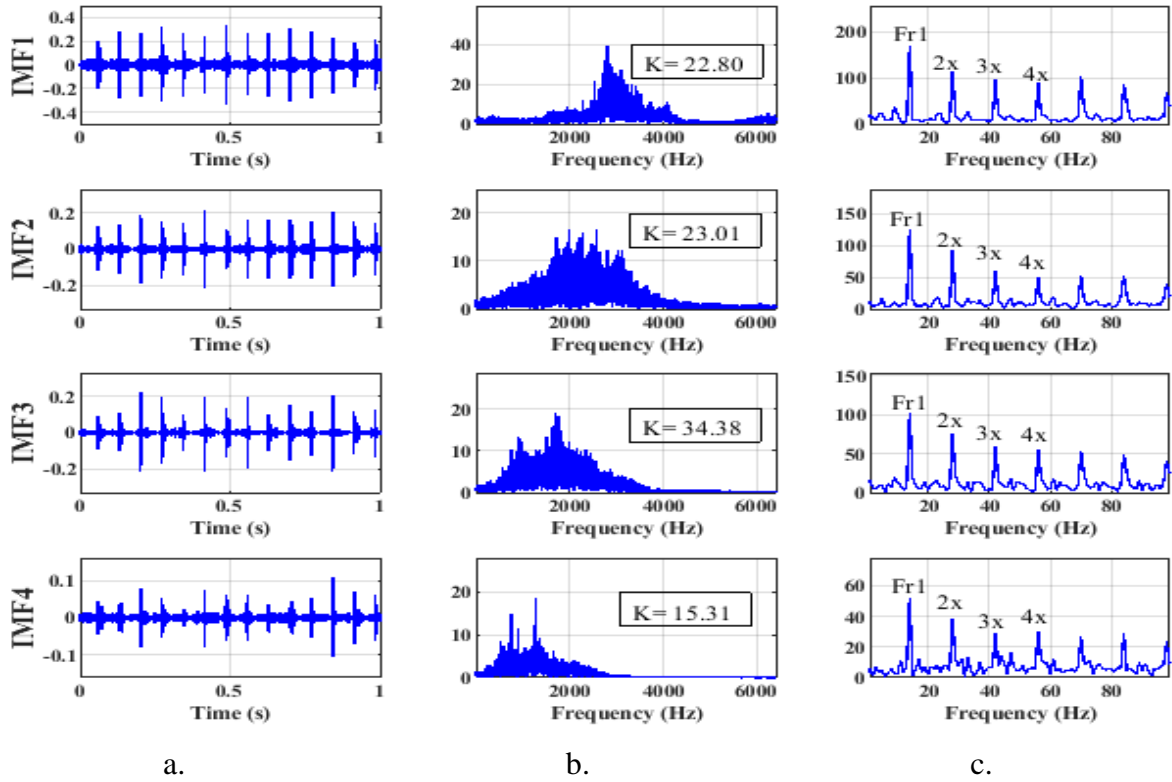 IMF1
0.4
0.2
0
-0.2
-0.4
0 0.5 1
Time (s)
40
20
0
K= 22.80
2000 4000 6000
Frequency (Hz)
200
100
0
Fr1
2x
3x
4x
20 40 60 80
Frequency (Hz)
IMF2
0.2
0
-0.2
0 0.5 1
Time (s)
20
10
0
K= 23.01
2000 4000 6000
Frequency (Hz)
150
100
50
0
Fr1
2x
3x
4x
20 40 60 80
Frequency (Hz)
IMF3
0.2
0
-0.2
0 0.5 1
Time (s)
20
10
0
K= 34.38
2000 4000 6000
Frequency (Hz)
150
100
50
0
Fr1
2x
3x
4x
20 40 60 80
Frequency (Hz)
IMF4
0.1
0
-0.1
0 0.5 1
Time (s)
20
10
0
K= 15.31
2000 4000 6000
Frequency (Hz)
60
40
20
0
Fr1
2x
3x
4x
20 40 60 80
Frequency (Hz)
a. b. c.